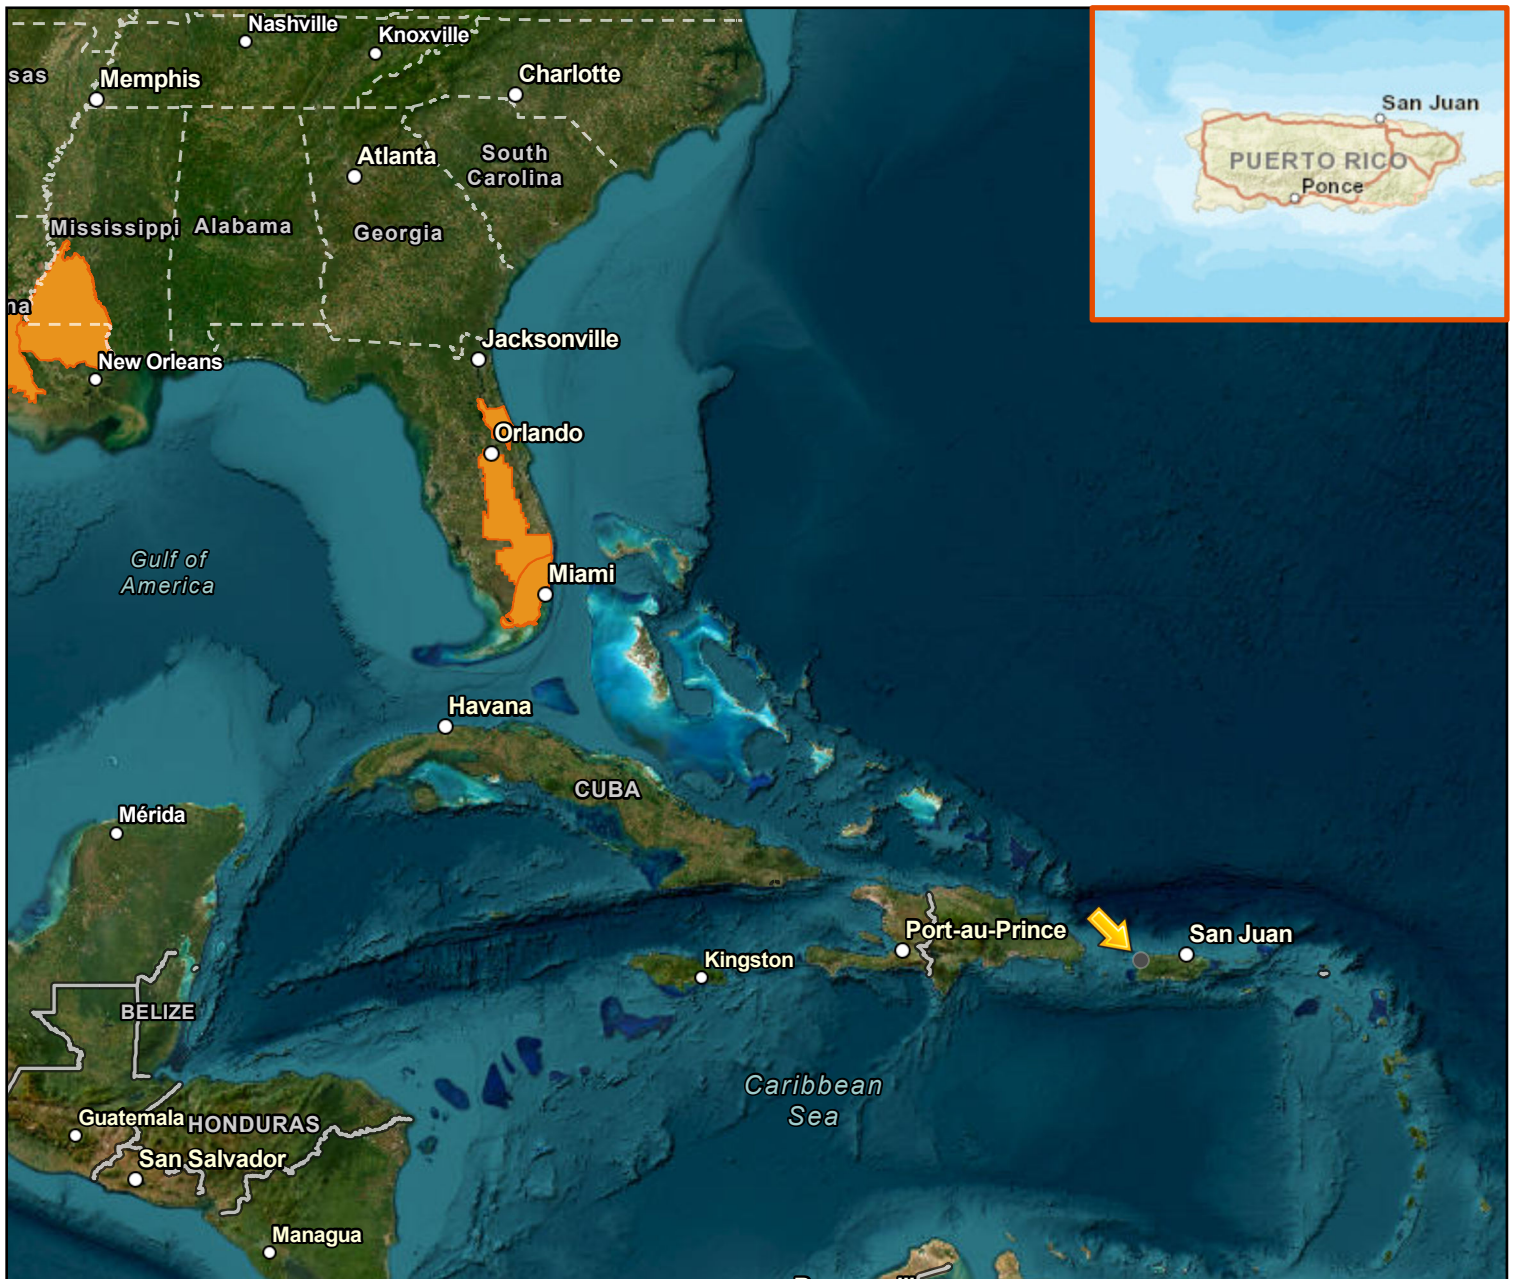 Nashville
Knoxville
sas
Memphis
Charlotte
San Juan
Atlanta
South
Carolina
PUERTO RICO
Ponce
Mississippi
Alabama
Georgia
na
Jacksonville
New Orleans
Orlando
Gulf of
America
Miami
Havana
CUBA
Mérida
Port-au-Prince
San Juan
Kingston
BELIZE
Caribbean
Sea
Guatemala
HONDURAS
San Salvador
Managua